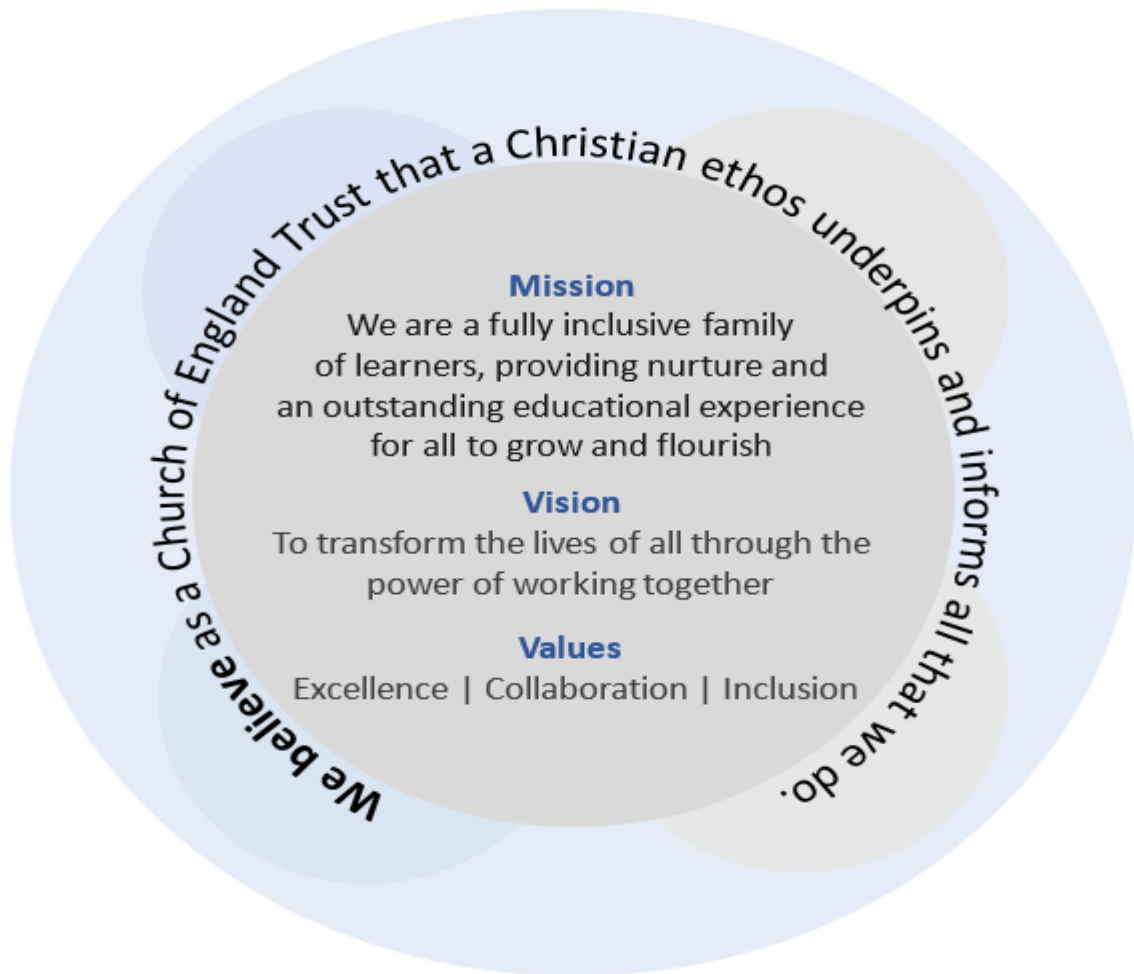 We believe as a Church of England Trust that a Christian ethos underpins and informs all that we do.
Mission
We are a fully inclusive family
of learners, providing nurture and
an outstanding educational experience
for all to grow and flourish
Vision
To transform the lives of all through the
power of working together
Values
Excellence | Collaboration | Inclusion